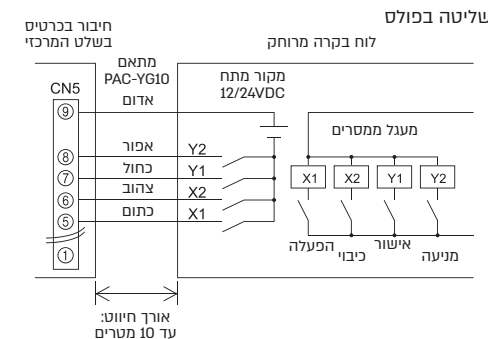 שליטה בפולס
חיבור בכרטיס
בשלט המרכזי
לוח בקרה מרוחק
מתאם
PAC-YG10
מקור מתח
12/24VDC
CN5
אדום
⑨
מעגל ממסרים
אפור
Y2
⑧
כחול
Y1
⑦
צהוב
X2
⑥
כתום
X1
⑤
①
X1 X2 Y1 Y2
הפעלה
כיבוי
אישור
מניעה
אורך חיווט:
עד 10 מטרים